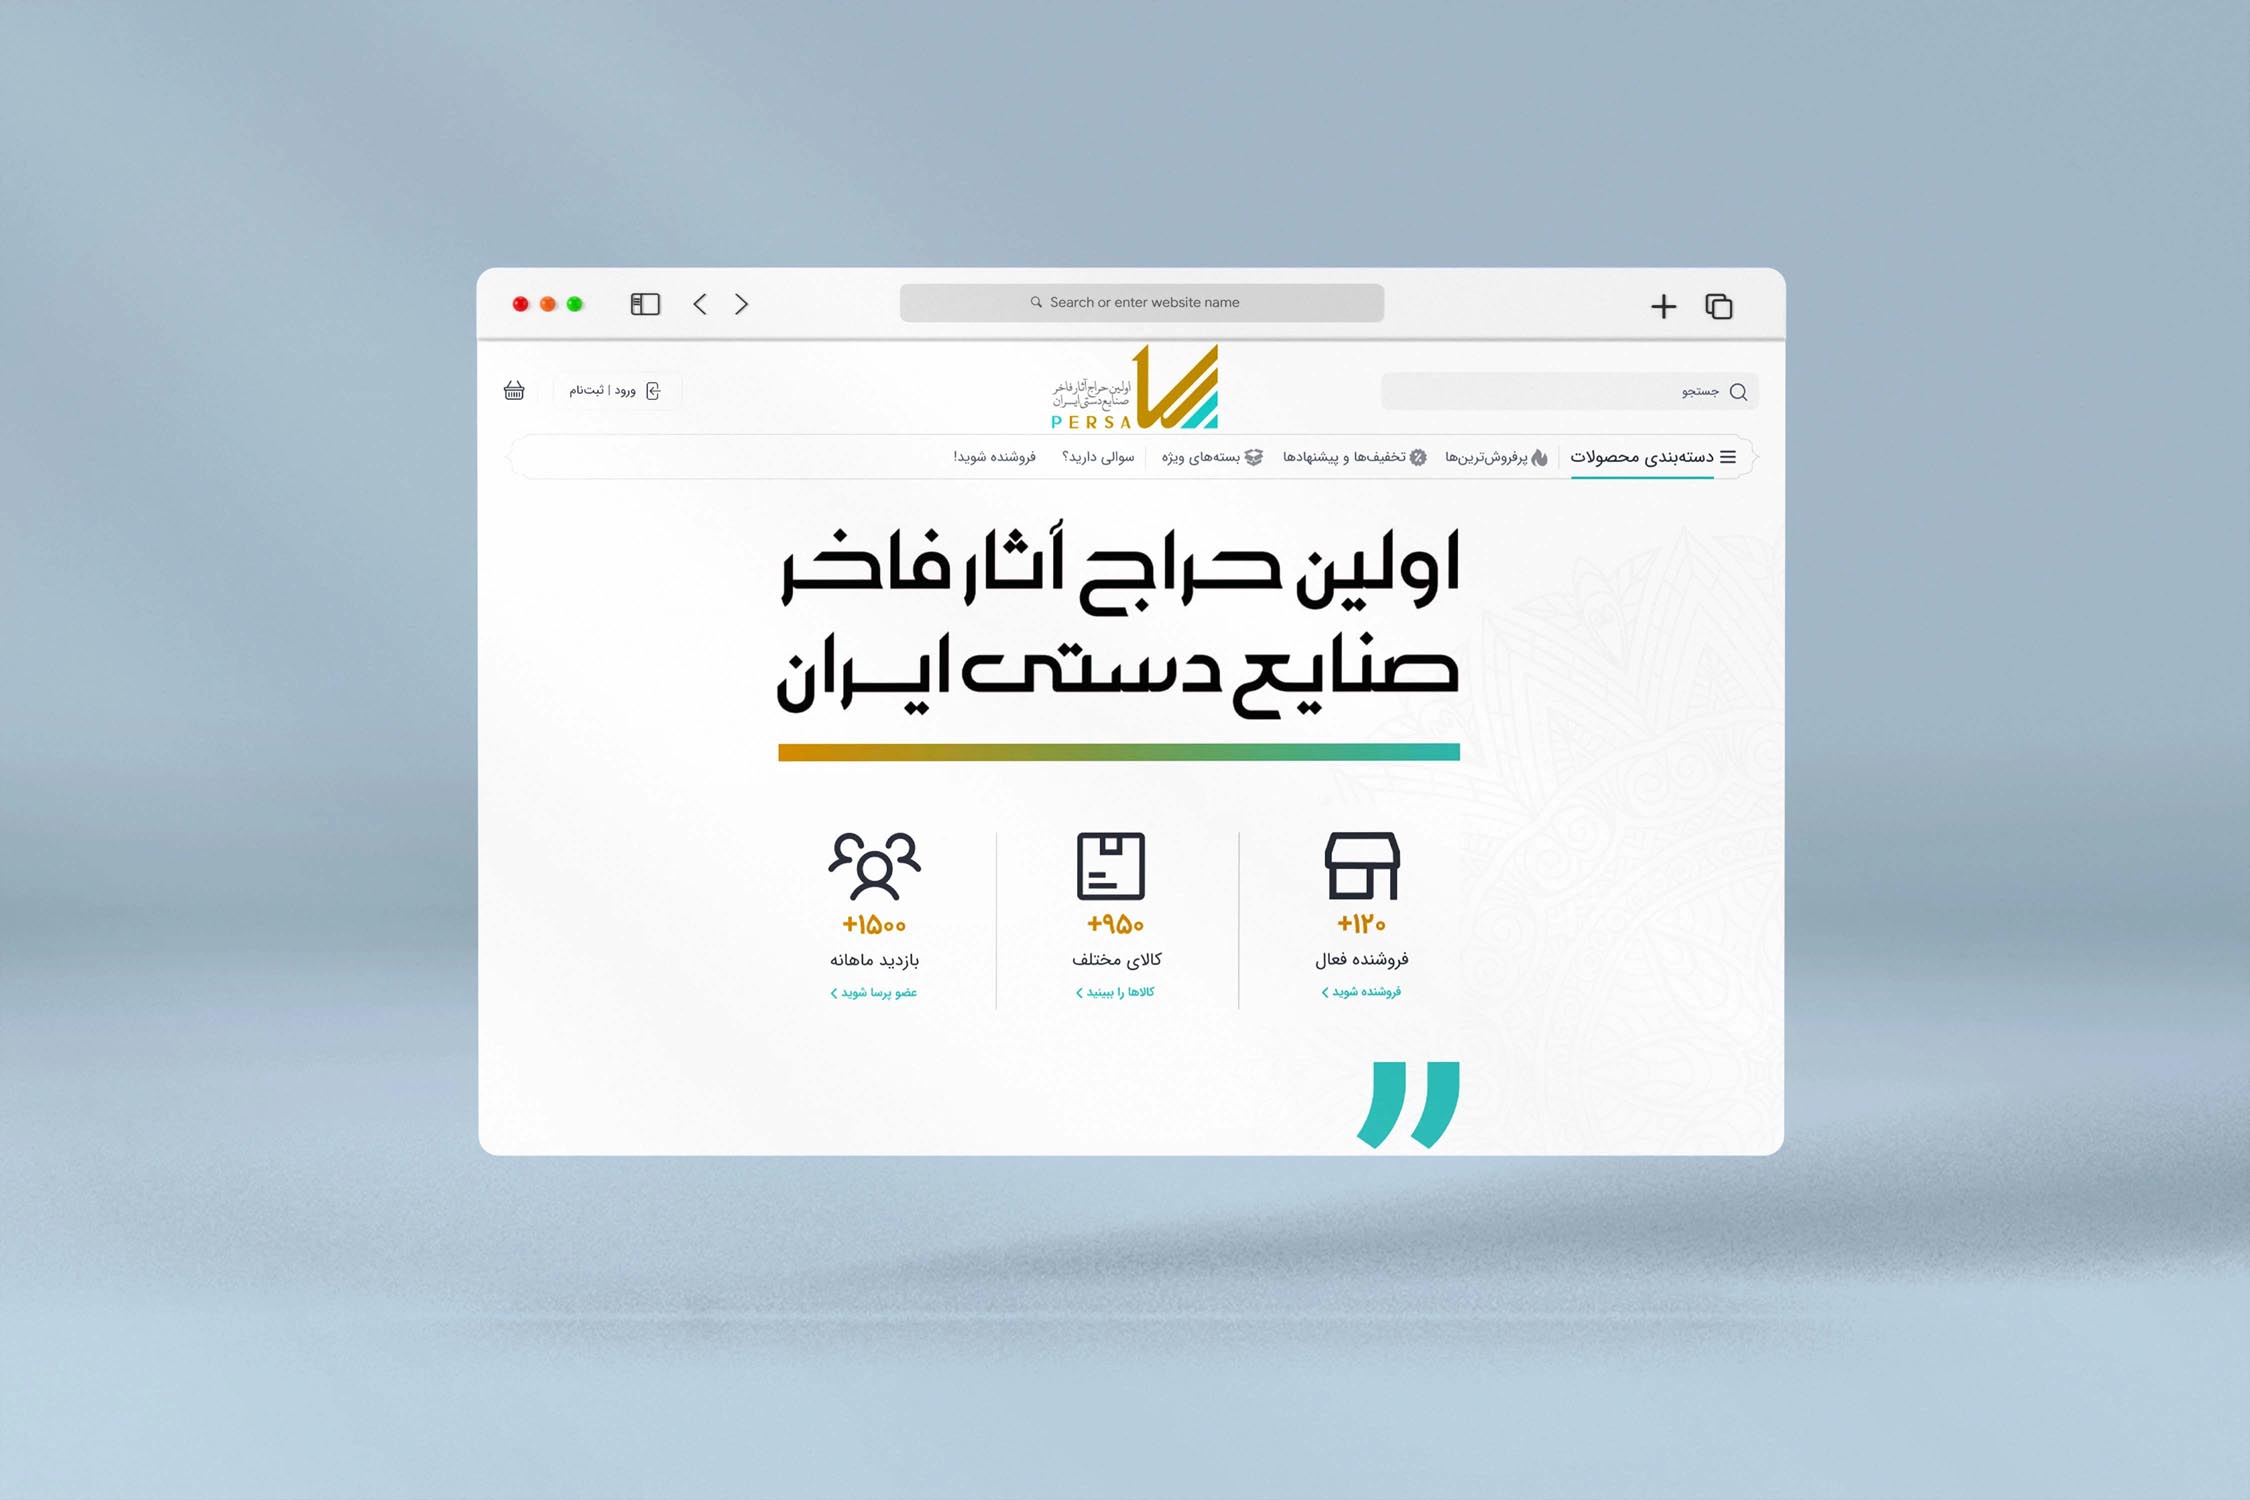 Search or enter website name
جستجو
اولین حراج آثار فاخر
صنایع دستی ایران
PERSA
ورود | ثبت‌نام
دسته‌بندی محصولات
پرفروش‌ترین‌ها
تخفیف‌ها و پیشنهادها
بسته‌های ویژه
سوالی دارید؟
فروشنده شوید!
اولین حراج آثار فاخر
صنایع دستی ایران
+۱۲۰
فروشنده فعال
فروشنده شوید
+۹۵۰
کالای مختلف
کالاها را ببینید
+۱۵۰۰
بازدید ماهانه
عضو پرسا شوید
”